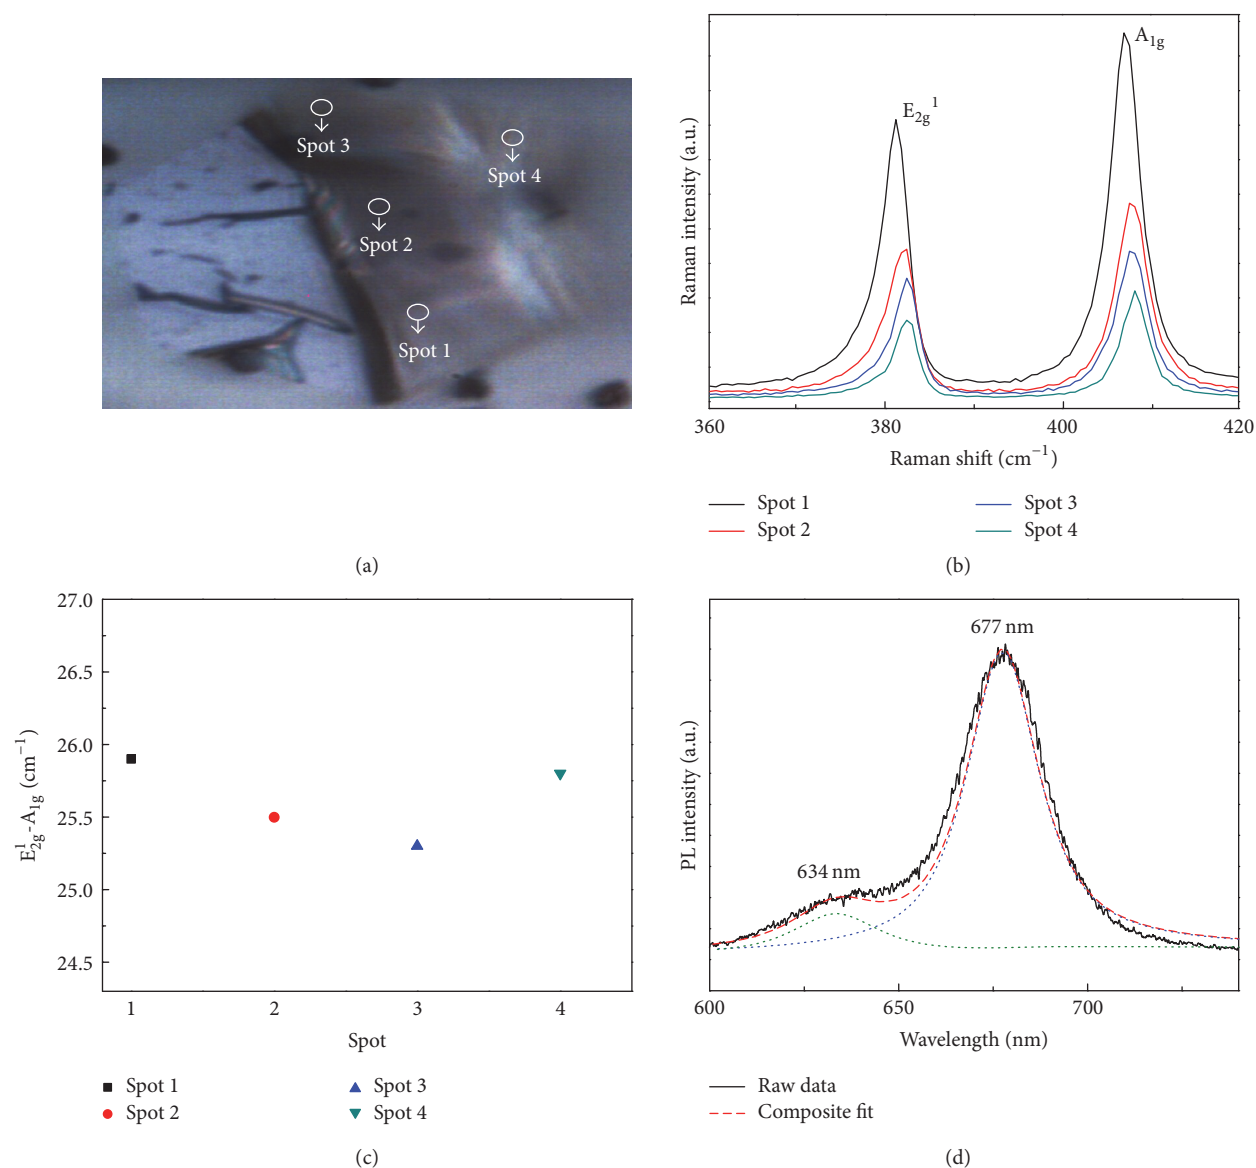 Spot 3
Spot 4
Spot 2
Spot 1
(a)
E₂g¹
A₁g
Raman intensity (a.u.)
360
380
400
420
Raman shift (cm⁻¹)
Spot 1
Spot 3
Spot 2
Spot 4
(b)
27.0
26.5
26.0
25.5
25.0
24.5
E¹₂g-A₁g (cm⁻¹)
1
2
3
4
Spot
Spot 1
Spot 3
Spot 2
Spot 4
(c)
677 nm
634 nm
PL intensity (a.u.)
600
650
700
Wavelength (nm)
Raw data
Composite fit
(d)